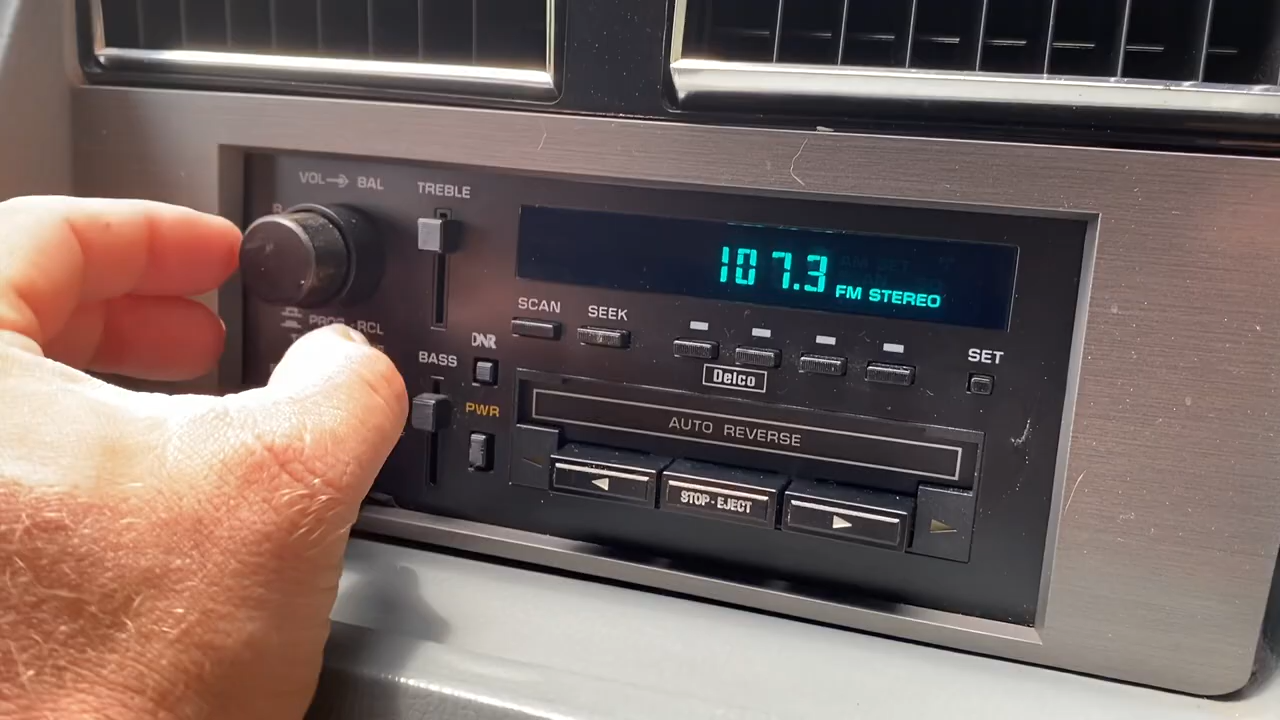 VOL BAL
TREBLE
107.3 FM STEREO
SCAN
SEEK
RCL
DNR
BASS
SET
Delco
PWR
AUTO REVERSE
STOP-EJECT